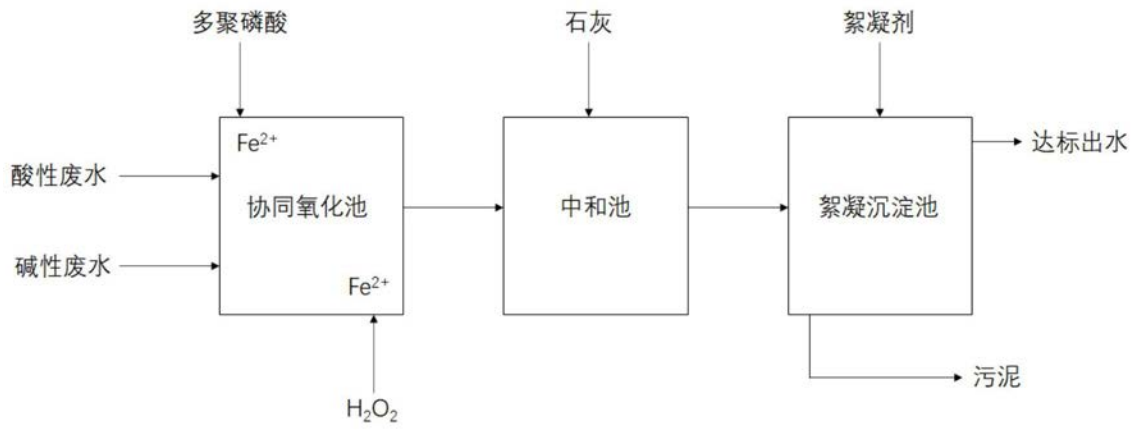 多聚磷酸
石灰
絮凝剂
Fe²⁺
酸性废水
协同氧化池
中和池
絮凝沉淀池
达标出水
碱性废水
Fe²⁺
污泥
H₂O₂